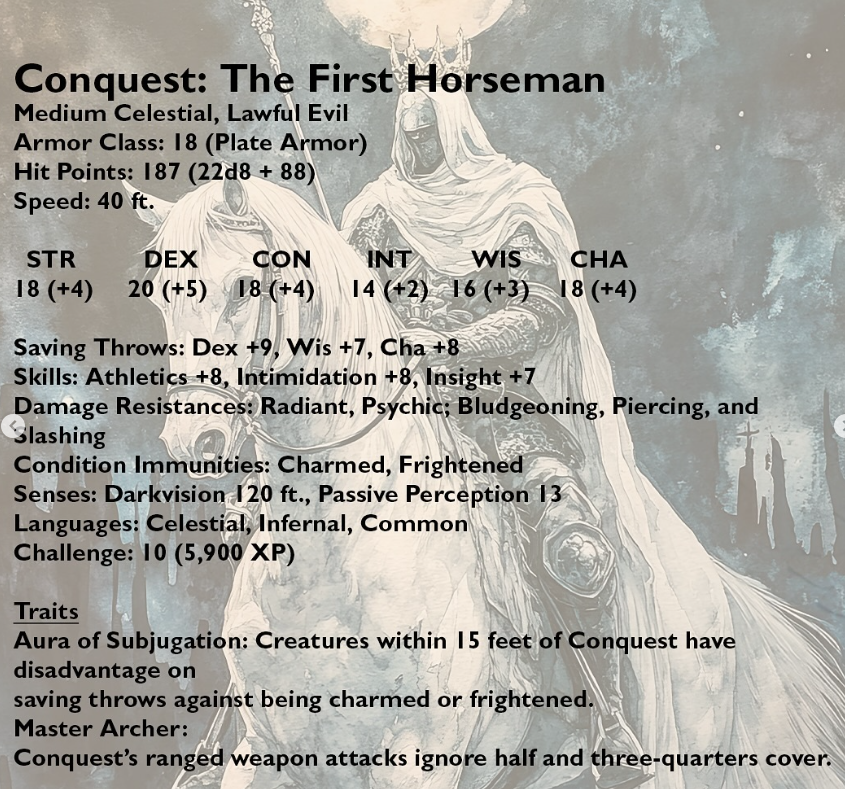 Conquest: The First Horseman
Medium Celestial, Lawful Evil
Armor Class: 18 (Plate Armor)
Hit Points: 187 (22d8 + 88)
Speed: 40 ft.
STR DEX CON INT WIS CHA
18 (+4) 20 (+5) 18 (+4) 14 (+2) 16 (+3) 18 (+4)
Saving Throws: Dex +9, Wis +7, Cha +8
Skills: Athletics +8, Intimidation +8, Insight +7
Damage Resistances: Radiant, Psychic; Bludgeoning, Piercing, and
Slashing
Condition Immunities: Charmed, Frightened
Senses: Darkvision 120 ft., Passive Perception 13
Languages: Celestial, Infernal, Common
Challenge: 10 (5,900 XP)
Traits
Aura of Subjugation: Creatures within 15 feet of Conquest have
disadvantage on
saving throws against being charmed or frightened.
Master Archer:
Conquest’s ranged weapon attacks ignore half and three-quarters cover.